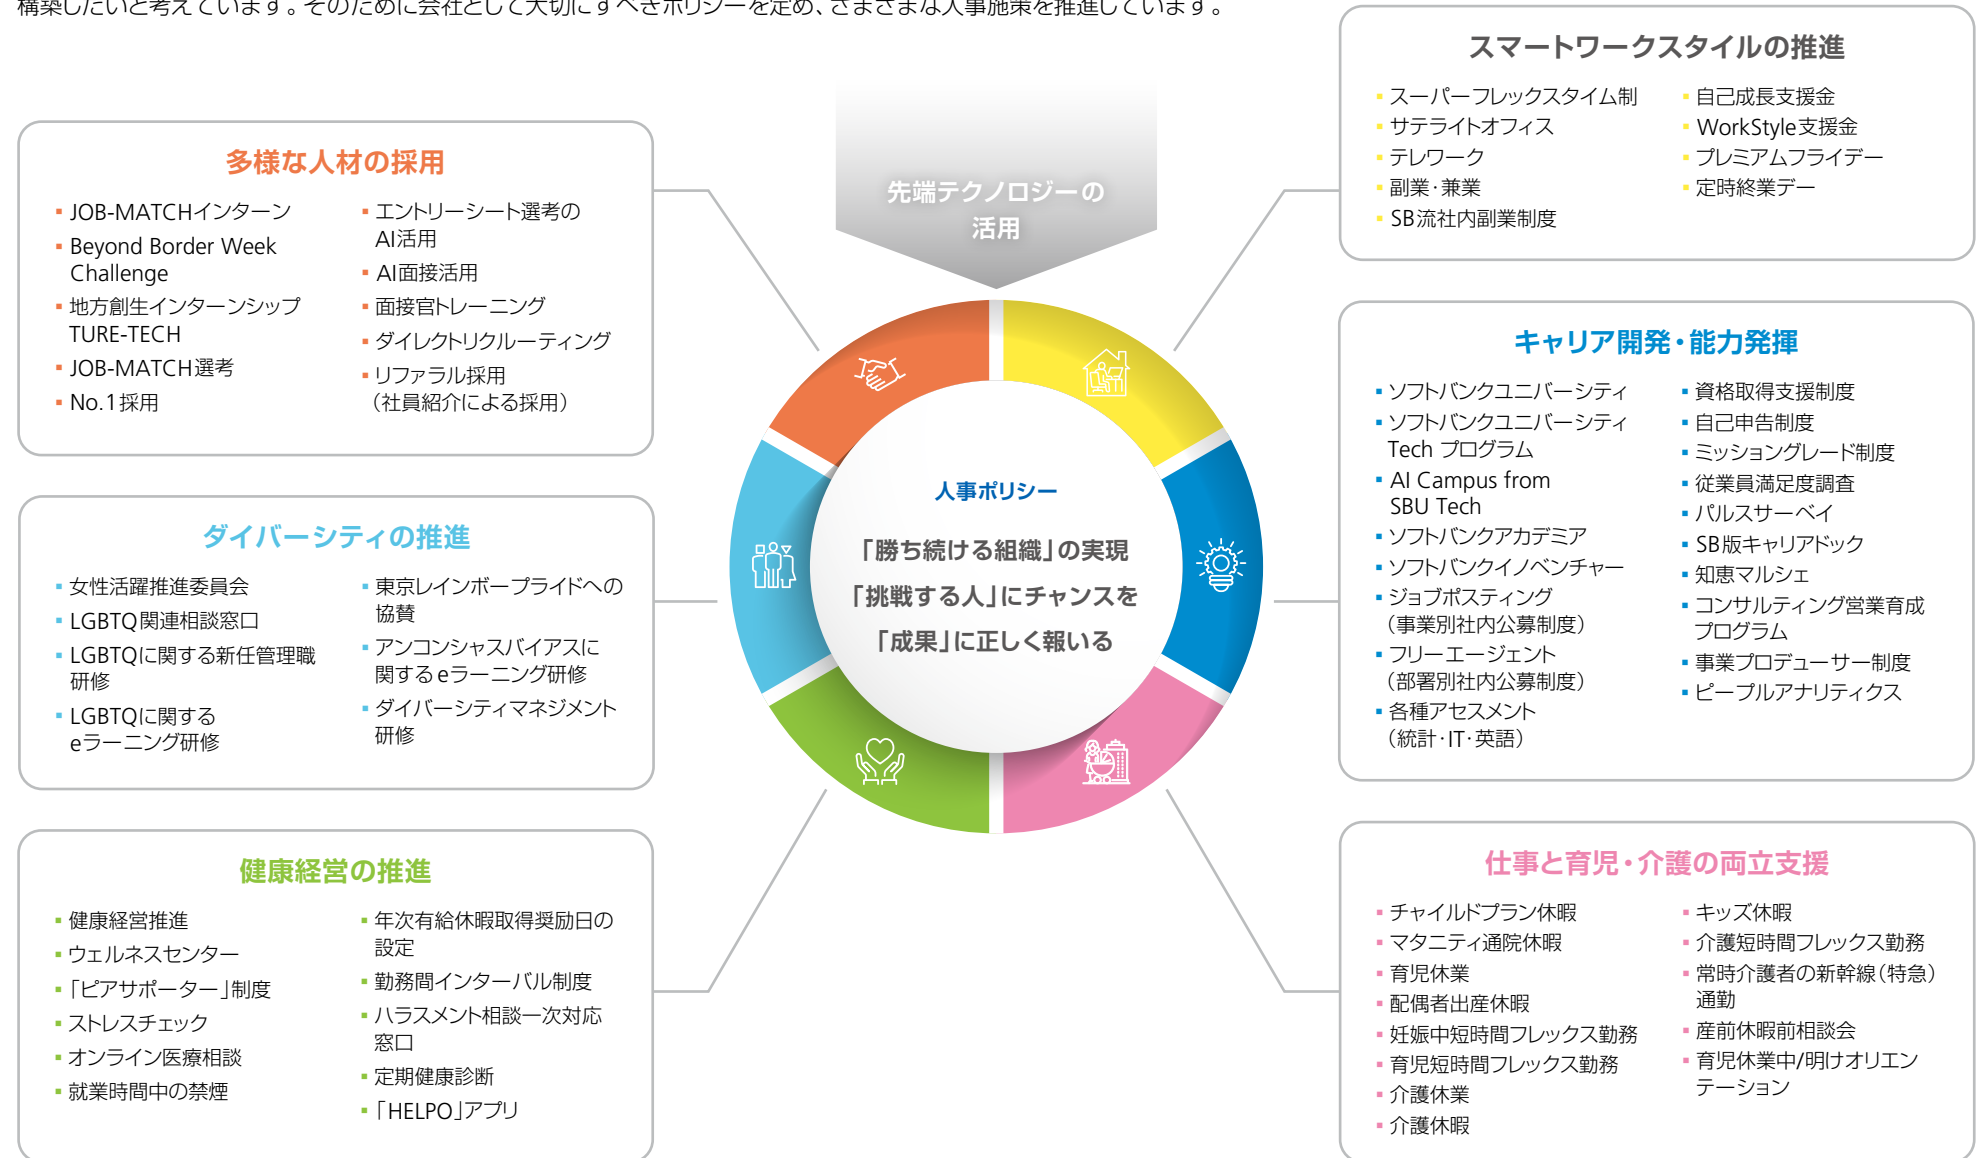 構築したいと考えています。そのために会社として大切にすべきポリシーを定め、さまざまな人事施策を推進しています。
先端テクノロジーの
活用
多様な人材の採用
▪ JOB-MATCHインターン
▪ Beyond Border Week
Challenge
▪ 地方創生インターンシップ
TURE-TECH
▪ JOB-MATCH選考
▪ No.1採用
▪ エントリーシート選考の
AI活用
▪ AI面接活用
▪ 面接官トレーニング
▪ ダイレクトリクルーティング
▪ リファラル採用
（社員紹介による採用）
ダイバーシティの推進
▪ 女性活躍推進委員会
▪ LGBTQ関連相談窓口
▪ LGBTQに関する新任管理職
研修
▪ LGBTQに関する
eラーニング研修
▪ 東京レインボープライドへの
協賛
▪ アンコンシャスバイアスに
関するeラーニング研修
▪ ダイバーシティマネジメント
研修
健康経営の推進
▪ 健康経営推進
▪ ウェルネスセンター
▪ 「ピアサポーター」制度
▪ ストレスチェック
▪ オンライン医療相談
▪ 就業時間中の禁煙
▪ 年次有給休暇取得奨励日の
設定
▪ 勤務間インターバル制度
▪ ハラスメント相談一次対応
窓口
▪ 定期健康診断
▪ 「HELPO」アプリ
人事ポリシー
「勝ち続ける組織」の実現
「挑戦する人」にチャンスを
「成果」に正しく報いる
スマートワークスタイルの推進
▪ スーパーフレックスタイム制
▪ サテライトオフィス
▪ テレワーク
▪ 副業・兼業
▪ SB流社内副業制度
▪ 自己成長支援金
▪ WorkStyle支援金
▪ プレミアムフライデー
▪ 定時終業デー
キャリア開発・能力発揮
▪ ソフトバンクユニバーシティ
▪ ソフトバンクユニバーシティ
Tech プログラム
▪ AI Campus from
SBU Tech
▪ ソフトバンクアカデミア
▪ ソフトバンクイノベンチャー
▪ ジョブポスティング
（事業別社内公募制度）
▪ フリーエージェント
（部署別社内公募制度）
▪ 各種アセスメント
（統計・IT・英語）
▪ 資格取得支援制度
▪ 自己申告制度
▪ ミッショングレード制度
▪ 従業員満足度調査
▪ パルスサーベイ
▪ SB版キャリアドック
▪ 知恵マルシェ
▪ コンサルティング営業育成
プログラム
▪ 事業プロデューサー制度
▪ ピープルアナリティクス
仕事と育児・介護の両立支援
▪ チャイルドプラン休暇
▪ マタニティ通院休暇
▪ 育児休業
▪ 配偶者出産休暇
▪ 妊娠中短時間フレックス勤務
▪ 育児短時間フレックス勤務
▪ 介護休業
▪ 介護休暇
▪ キッズ休暇
▪ 介護短時間フレックス勤務
▪ 常時介護者の新幹線（特急）
通勤
▪ 産前休暇前相談会
▪ 育児休業中/明けオリエン
テーション